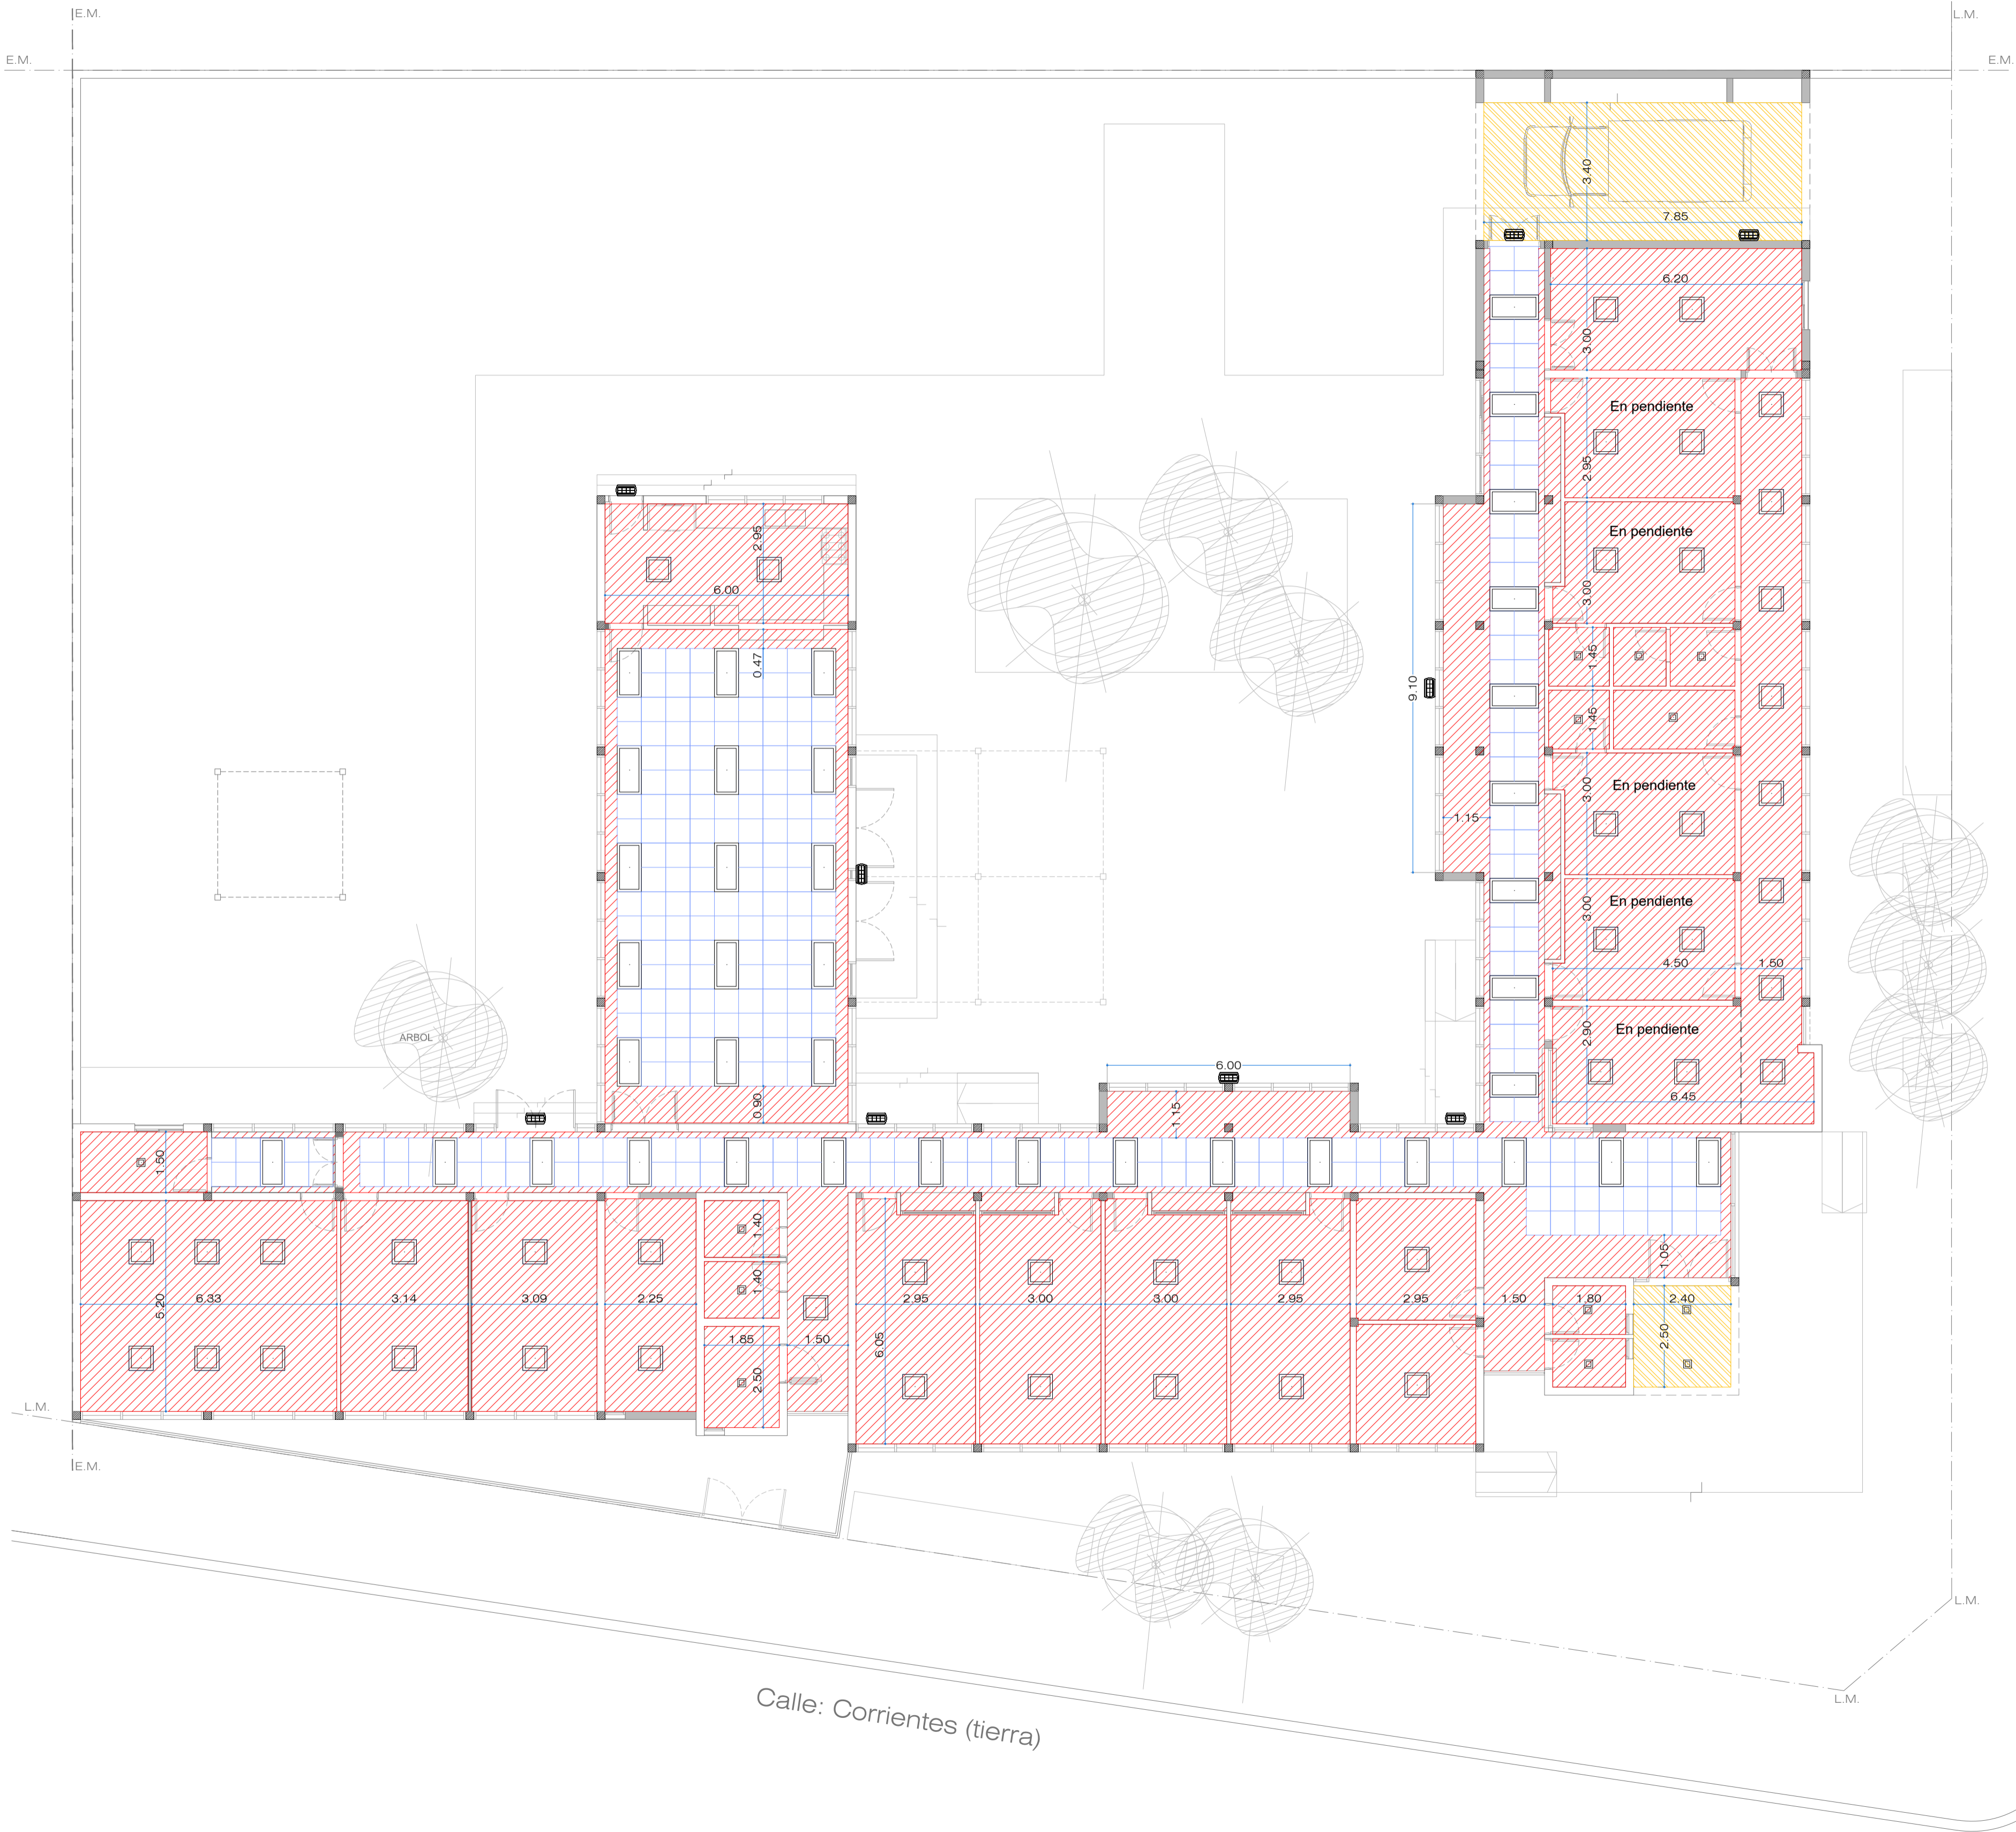 E.M.
L.M.
E.M.
E.M.
3.40
7.85
6.20
3.00
En pendiente
2.95
En pendiente
2.95
6.00
3.00
0.47
1.45
9.10
1.45
En pendiente
3.00
1.15
En pendiente
3.00
4.50
1.50
ARBOL
En pendiente
2.90
6.00
6.45
0.90
1.15
1.50
1.40
1.05
1.40
5.20
6.33
3.14
3.09
2.25
2.95
3.00
3.00
2.95
2.95
1.50
1.80
2.40
1.85
1.50
6.05
2.50
2.50
L.M.
E.M.
L.M.
L.M.
Calle: Corrientes (tierra)